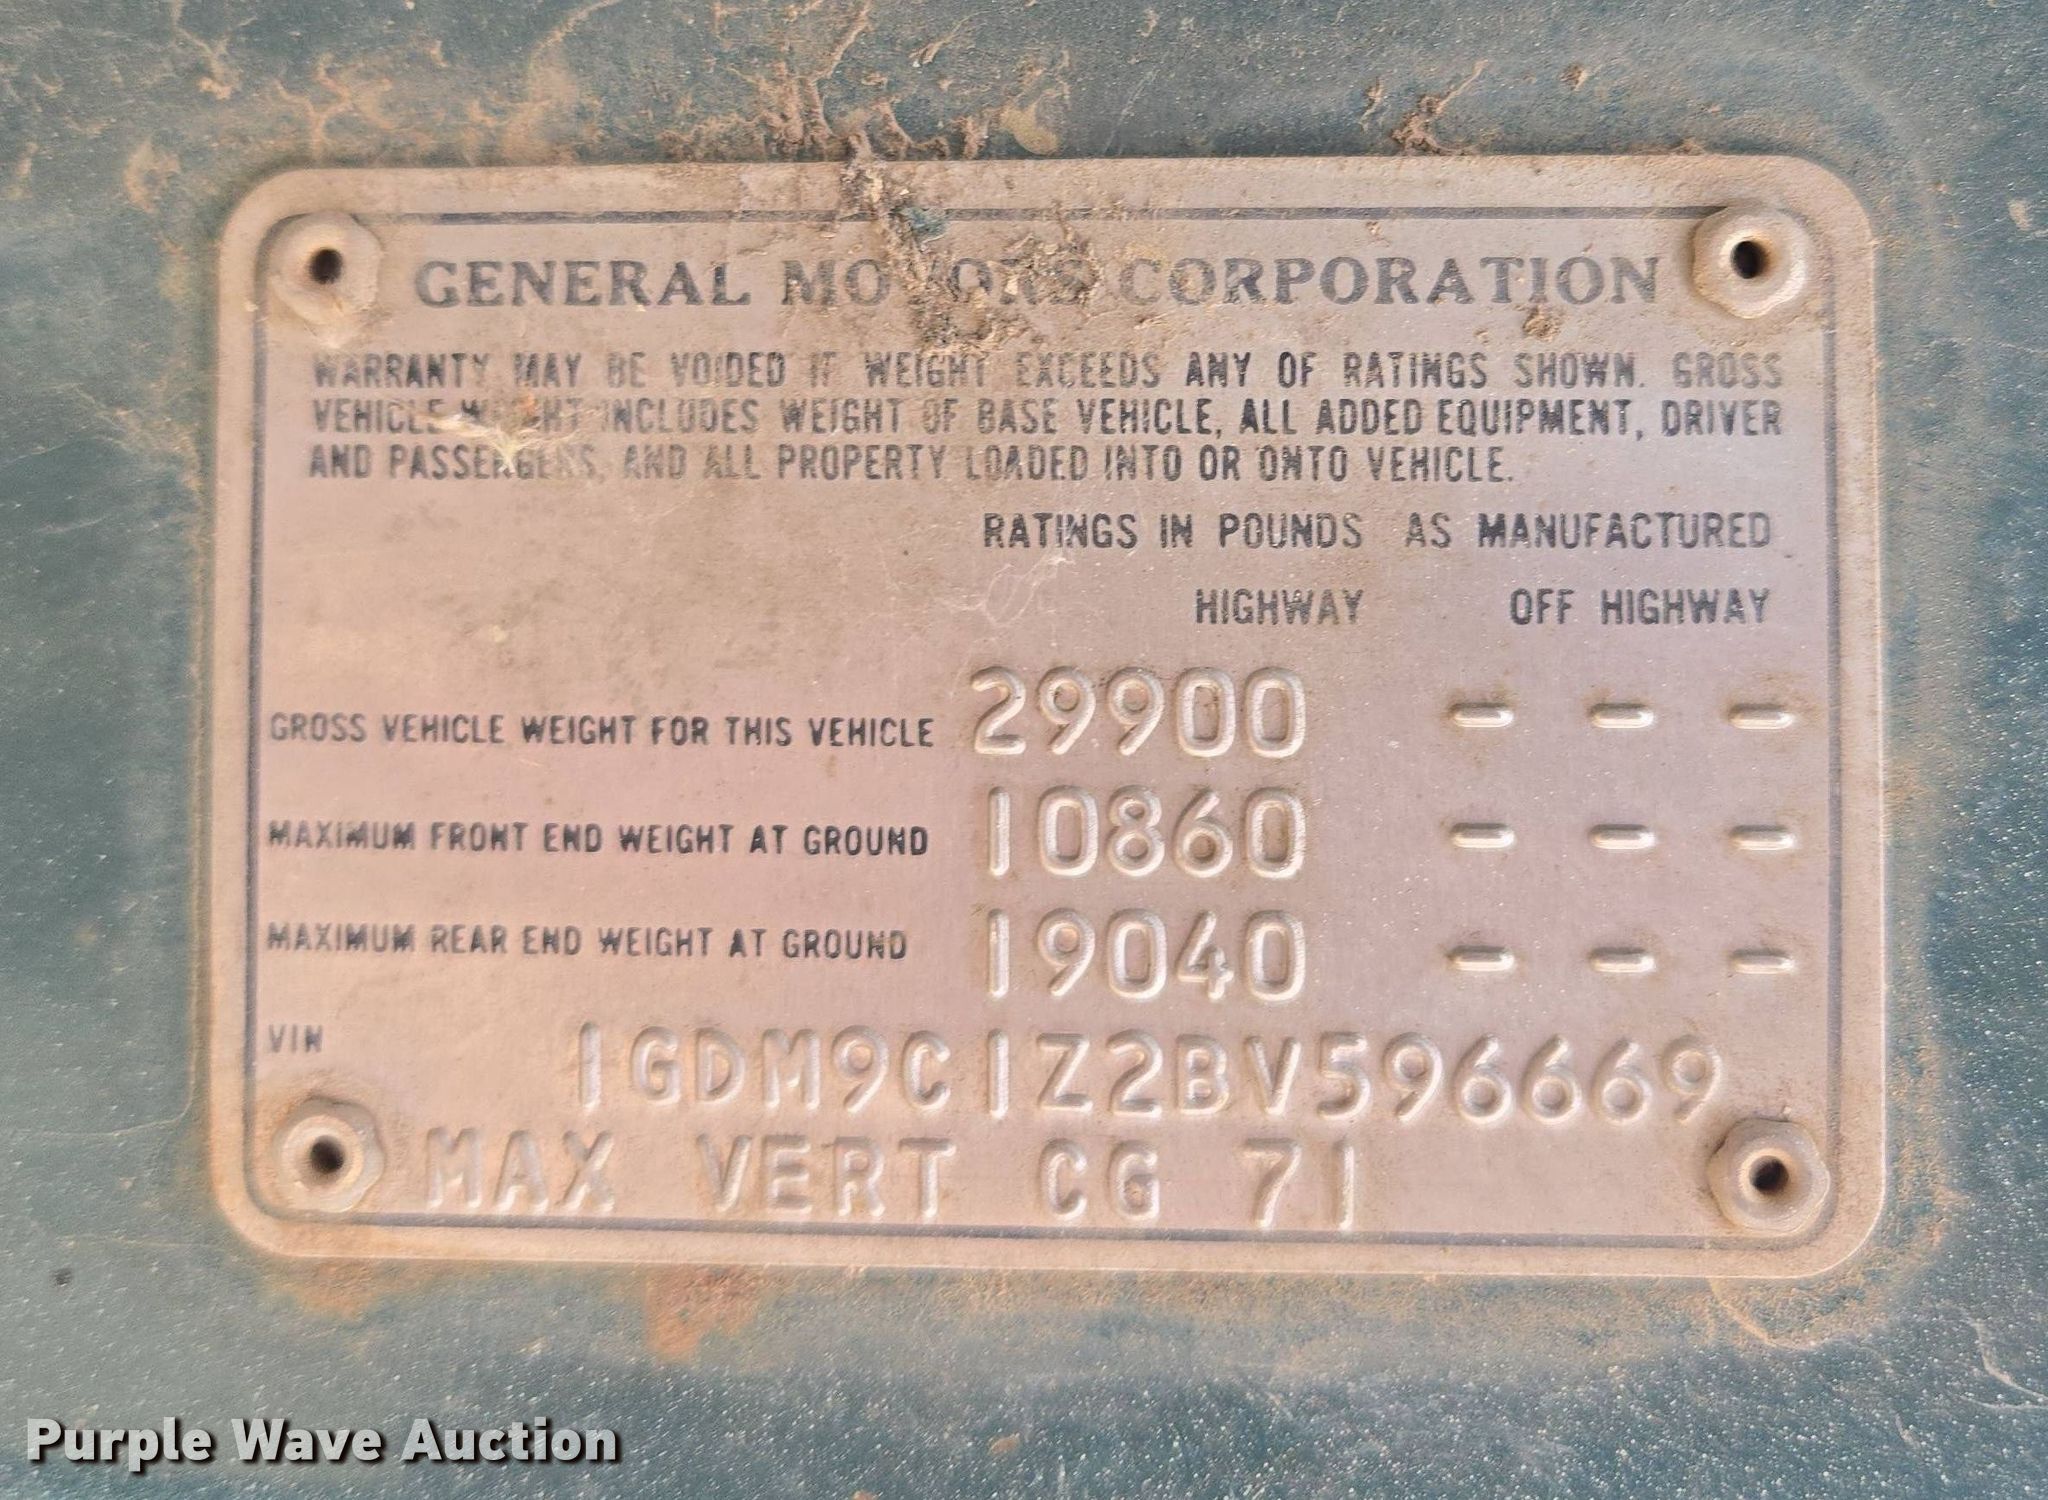 GENERAL MOTORS CORPORATION
WARRANTY MAY BE VOIDED IF WEIGHT EXCEEDS ANY OF RATINGS SHOWN. GROSS
VEHICLE WEIGHT INCLUDES WEIGHT OF BASE VEHICLE, ALL ADDED EQUIPMENT, DRIVER
AND PASSENGERS, AND ALL PROPERTY LOADED INTO OR ONTO VEHICLE.
RATINGS IN POUNDS AS MANUFACTURED
HIGHWAY OFF HIGHWAY
GROSS VEHICLE WEIGHT FOR THIS VEHICLE 29900 - - -
MAXIMUM FRONT END WEIGHT AT GROUND 10860 - - -
MAXIMUM REAR END WEIGHT AT GROUND 19040 - - -
VIN 1GDM9C1Z2BV596669
MAX VERT CG 71
Purple Wave Auction